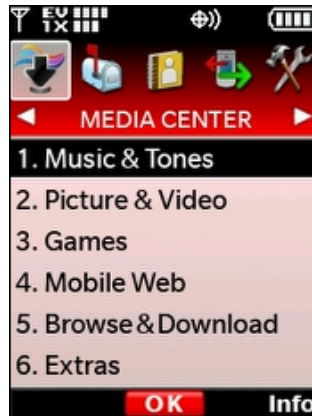 EV
1X
MEDIA CENTER
1. Music & Tones
2. Picture & Video
3. Games
4. Mobile Web
5. Browse & Download
6. Extras
OK Info